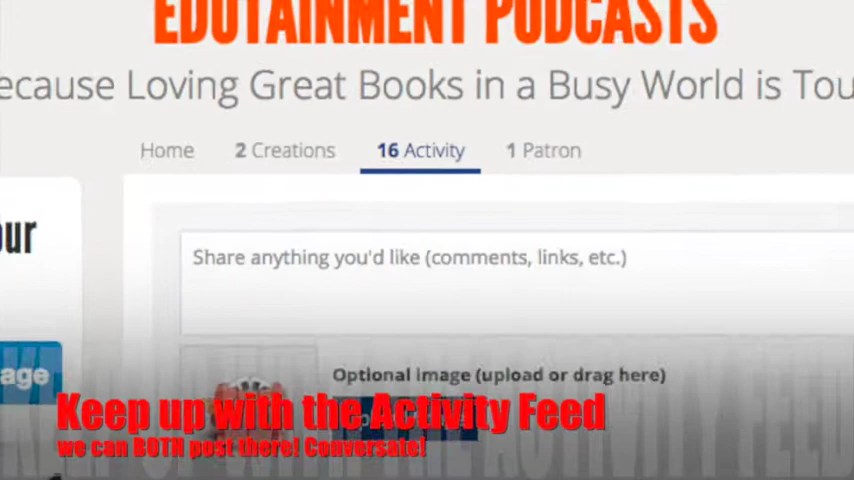 EDUTAINMENT PODCASTS
ecause Loving Great Books in a Busy World is Tou
Home 2 Creations 16 Activity 1 Patron
our
Share anything you'd like (comments, links, etc.)
age
Optional image (upload or drag here)
Keep up with the Activity Feed
we can BOTH post there! Conversate!